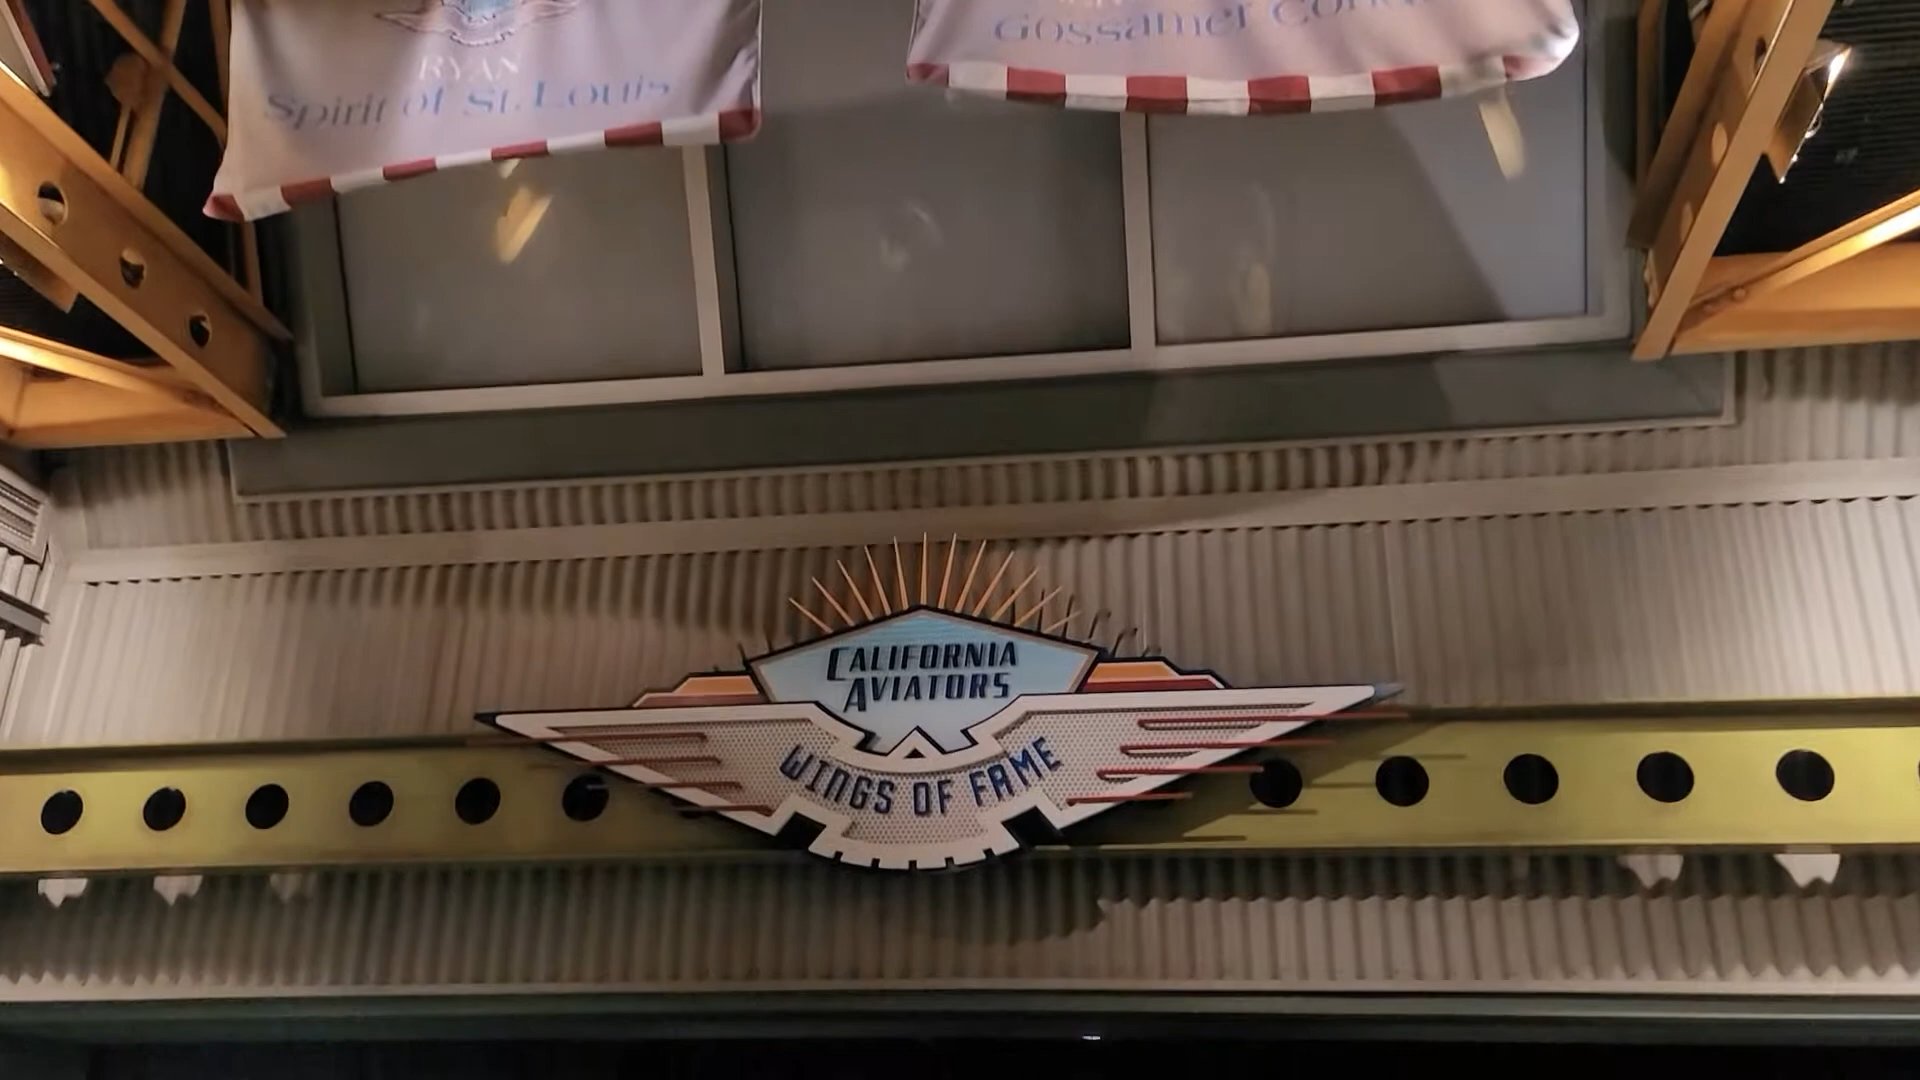 RYAN
Spirit of St. Louis
Gossamer
CALIFORNIA
AVIATORS
WINGS OF FAME